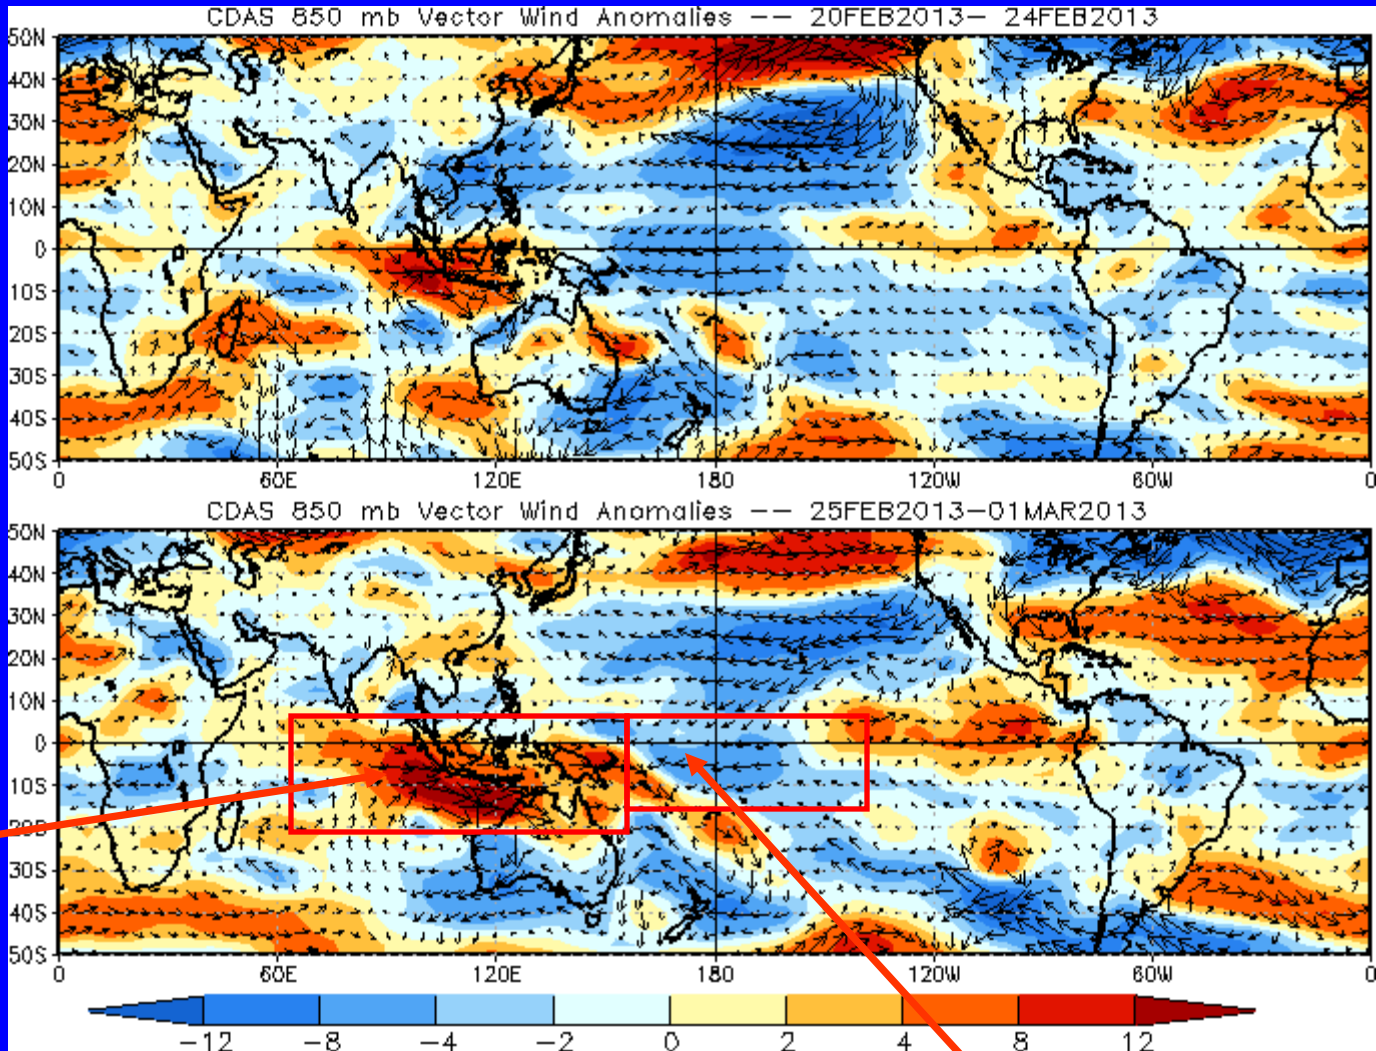 CDAS 850 mb Vector Wind Anomalies -- 20FEB2013- 24FEB2013
50N
40N
30N
20N
10N
0
10S
20S
30S
40S
50S
60E 120E 180 120W 60W 0
CDAS 850 mb Vector Wind Anomalies -- 25FEB2013-01MAR2013
50N
40N
30N
20N
10N
0
10S
30S
40S
50S
0 60E 120E 180 120W 60W 0
-12 -8 -4 -2 0 2 4 8 12